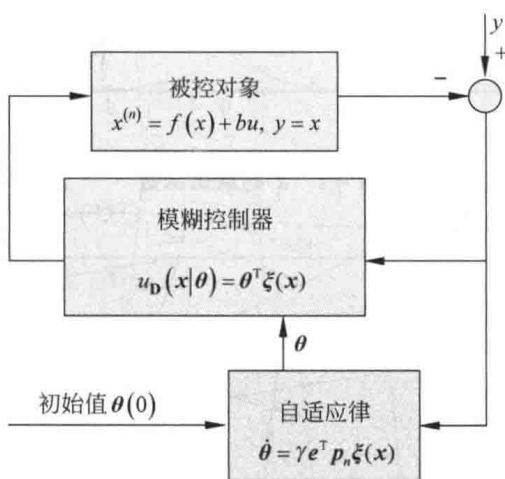 y
+
−
被控对象
x^{(n)} = f(x) + bu, y = x
模糊控制器
u_D(x|θ) = θ^T ξ(x)
θ
初始值 θ(0)
自适应律
θ̇ = γe^T p_n ξ(x)